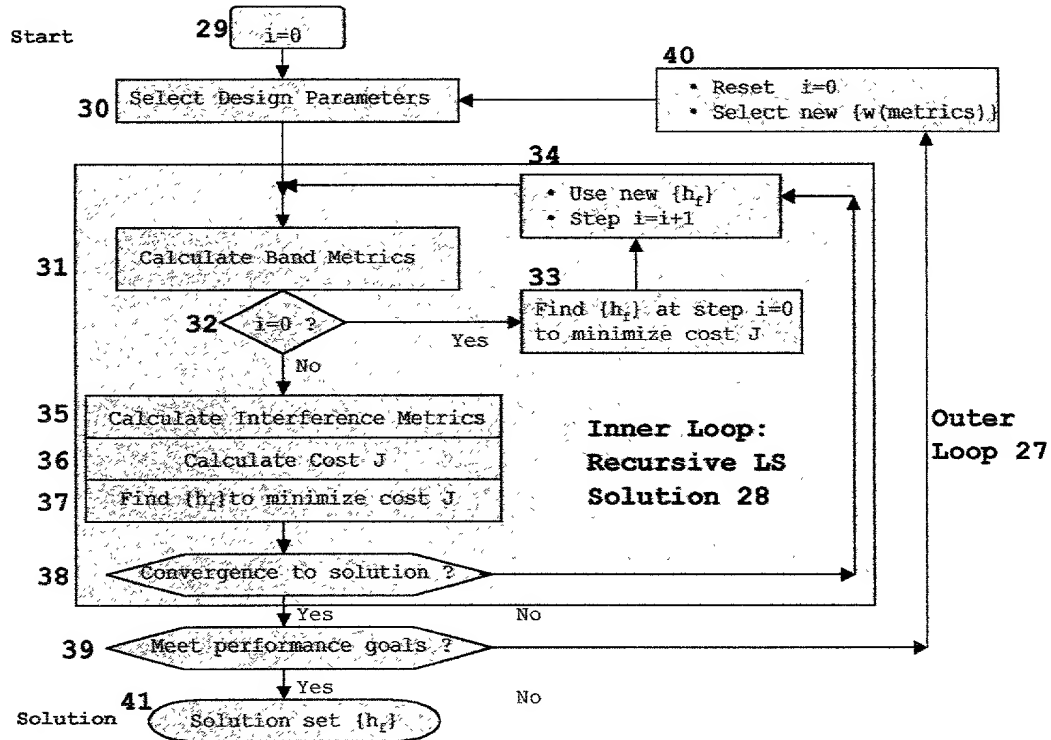 Start
29
i=0
30
Select Design Parameters
40
• Reset i=0
• Select new {w(metrics)}
34
• Use new {h_f}
• Step i=i+1
31
Calculate Band Metrics
33
Find {h_f} at step i=0
to minimize cost J
32
i=0 ?
Yes
No
35
Calculate Interference Metrics
36
Calculate Cost J
37
Find {h_f}to minimize cost J
Inner Loop:
Recursive LS
Solution 28
Outer
Loop 27
38
Convergence to solution ?
Yes
No
39
Meet performance goals ?
Yes
No
41
Solution
Solution set {h_f}